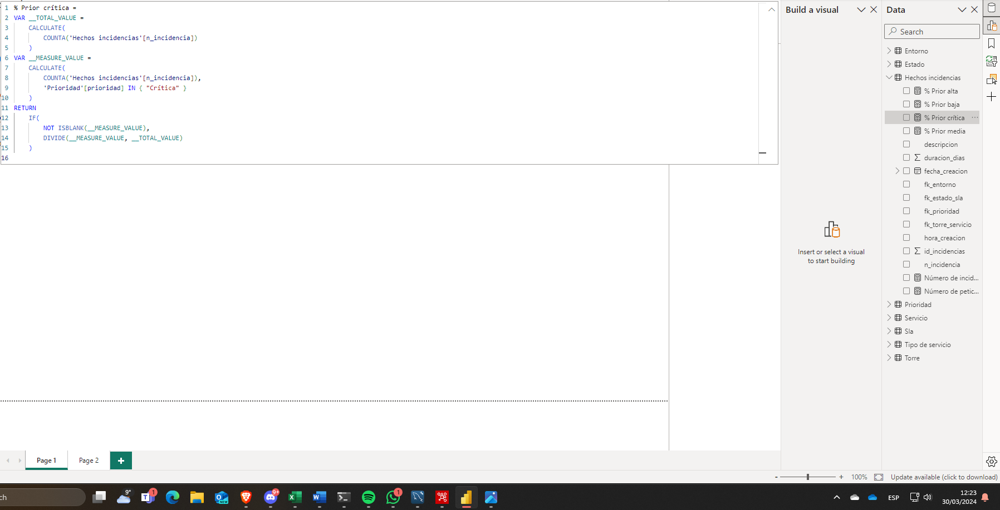 1 % Prior crítica =
2 VAR __TOTAL_VALUE =
3 CALCULATE(
4 COUNTA('Hechos incidencias'[n_incidencia])
5 )
6 VAR __MEASURE_VALUE =
7 CALCULATE(
8 COUNTA('Hechos incidencias'[n_incidencia]),
9 'Prioridad'[prioridad] IN { "Crítica" }
10 )
11 RETURN
12 IF(
13 NOT ISBLANK(__MEASURE_VALUE),
14 DIVIDE(__MEASURE_VALUE, __TOTAL_VALUE)
15 )
16
Build a visual
Insert or select a visual
to start building
Data
Search
Entorno
Estado
Hechos incidencias
% Prior alta
% Prior baja
% Prior crítica ...
% Prior media
descripcion
duracion_dias
fecha_creacion
fk_entorno
fk_estado_sla
fk_prioridad
fk_torre_servicio
hora_creacion
id_incidencias
n_incidencia
Número de incid...
Número de petic...
Prioridad
Servicio
Sla
Tipo de servicio
Torre
Page 1
Page 2
+
- + 100% Update available (click to download)
ch
9°
T 1
O NEW
9+
X
W
1
ESP
12:23
30/03/2024